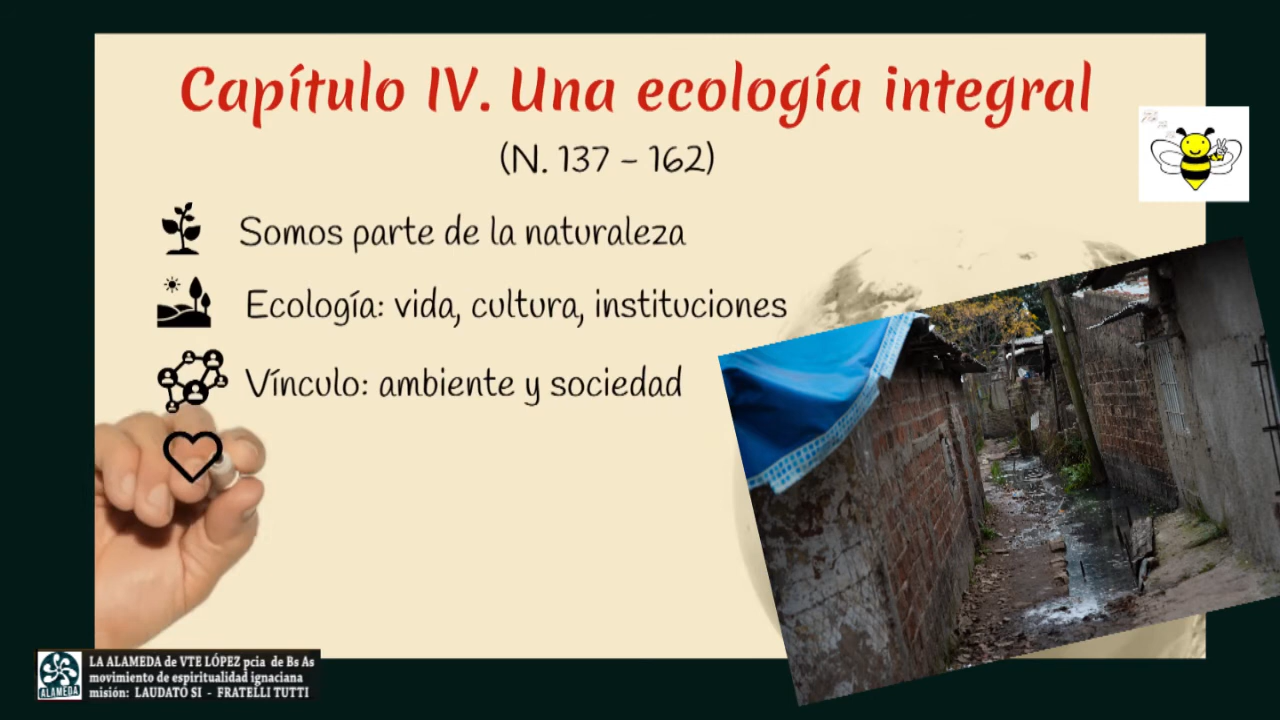 Capítulo IV. Una ecología integral
(N. 137 - 162)
Somos parte de la naturaleza
Ecología: vida, cultura, instituciones
Vínculo: ambiente y sociedad
LA ALAMEDA de VTE LÓPEZ pcia de Bs As
movimiento de espiritualidad ignaciana
misión: LAUDATO SI - FRATELLI TUTTI
ALAMEDA